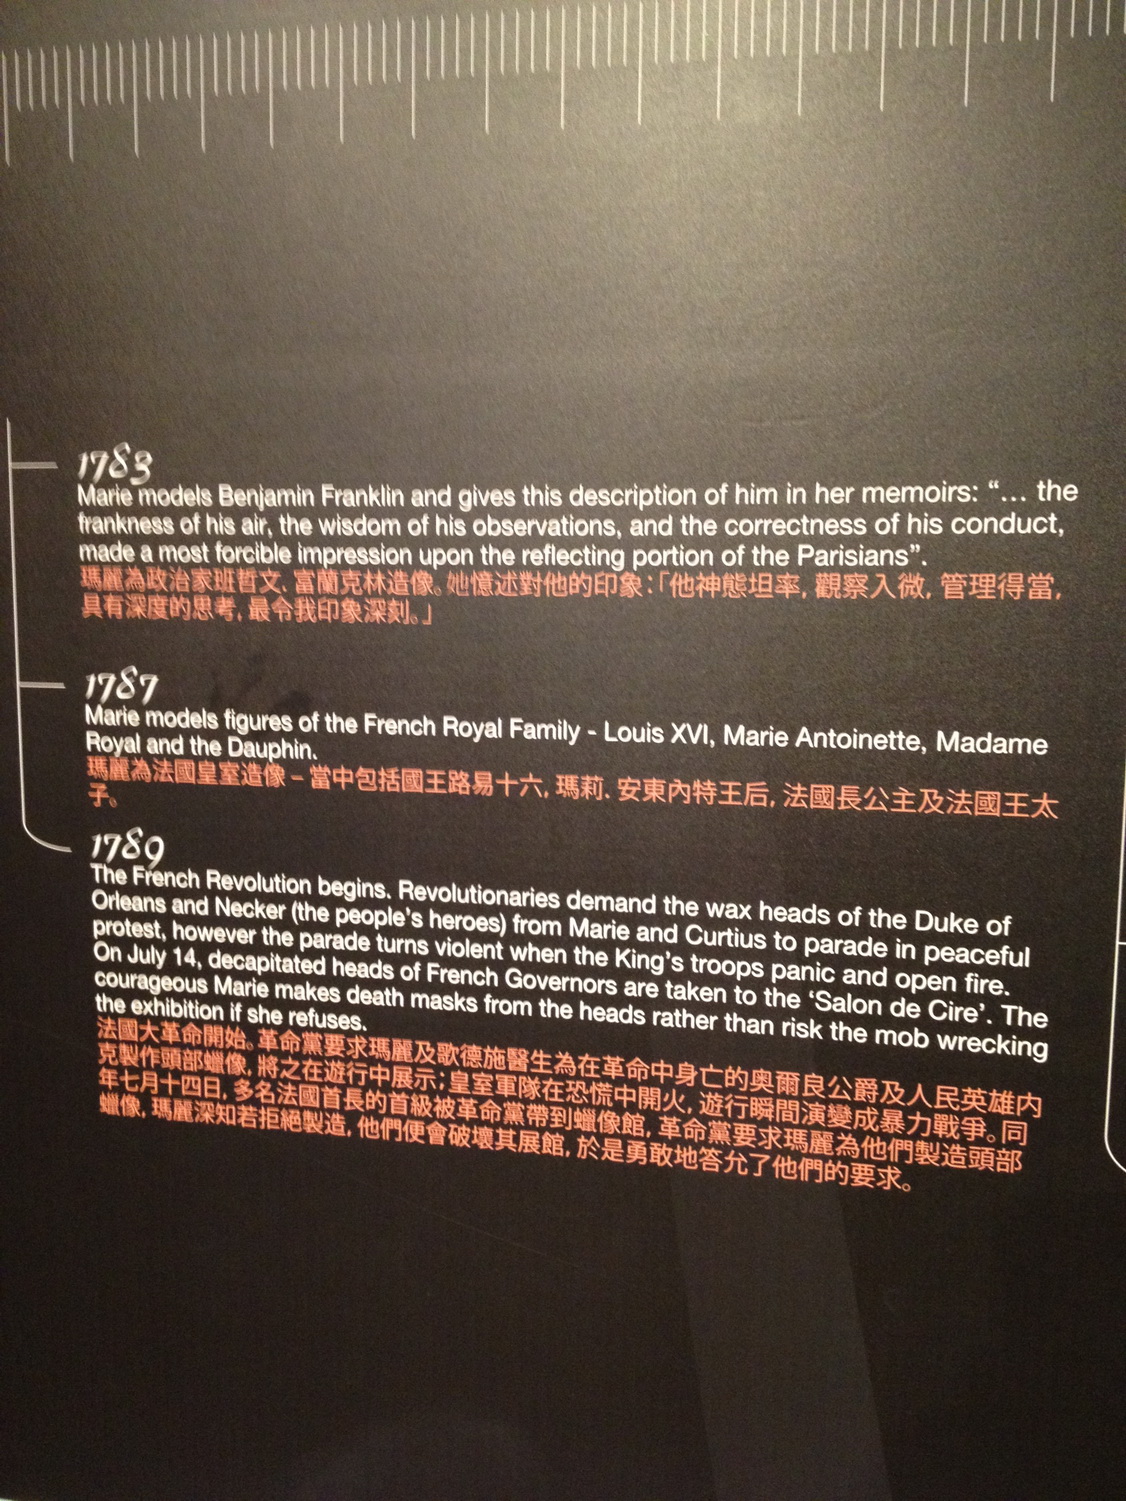 1783
Marie models Benjamin Franklin and gives this description of him in her memoirs: “... the
frankness of his air, the wisdom of his observations, and the correctness of his conduct,
made a most forcible impression upon the reflecting portion of the Parisians”.
瑪麗為政治家班哲文．富蘭克林造像。她憶述對他的印象：「他神態坦率，觀察入微，管理得當，
具有深度的思考，最令我印象深刻。」
1787
Marie models figures of the French Royal Family - Louis XVI, Marie Antoinette, Madame
Royal and the Dauphin.
瑪麗為法國皇室造像 – 當中包括國王路易十六，瑪莉．安東內特王后，法國長公主及法國王太
子。
1789
The French Revolution begins. Revolutionaries demand the wax heads of the Duke of
Orleans and Necker (the people's heroes) from Marie and Curtius to parade in peaceful
protest, however the parade turns violent when the King's troops panic and open fire.
On July 14, decapitated heads of French Governors are taken to the ‘Salon de Cire’. The
courageous Marie makes death masks from the heads rather than risk the mob wrecking
the exhibition if she refuses.
法國大革命開始。革命黨要求瑪麗及歌德施醫生為在革命中身亡的奧爾良公爵及人民英雄內
克製作頭部蠟像，將之在遊行中展示；皇室軍隊在恐慌中開火，遊行瞬間演變成暴力戰爭。同
年七月十四日，多名法國首長的首級被革命黨帶到蠟像館，革命黨要求瑪麗為他們製造頭部
蠟像，瑪麗深知若拒絕製造，他們便會破壞其展館，於是勇敢地答允了他們的要求。